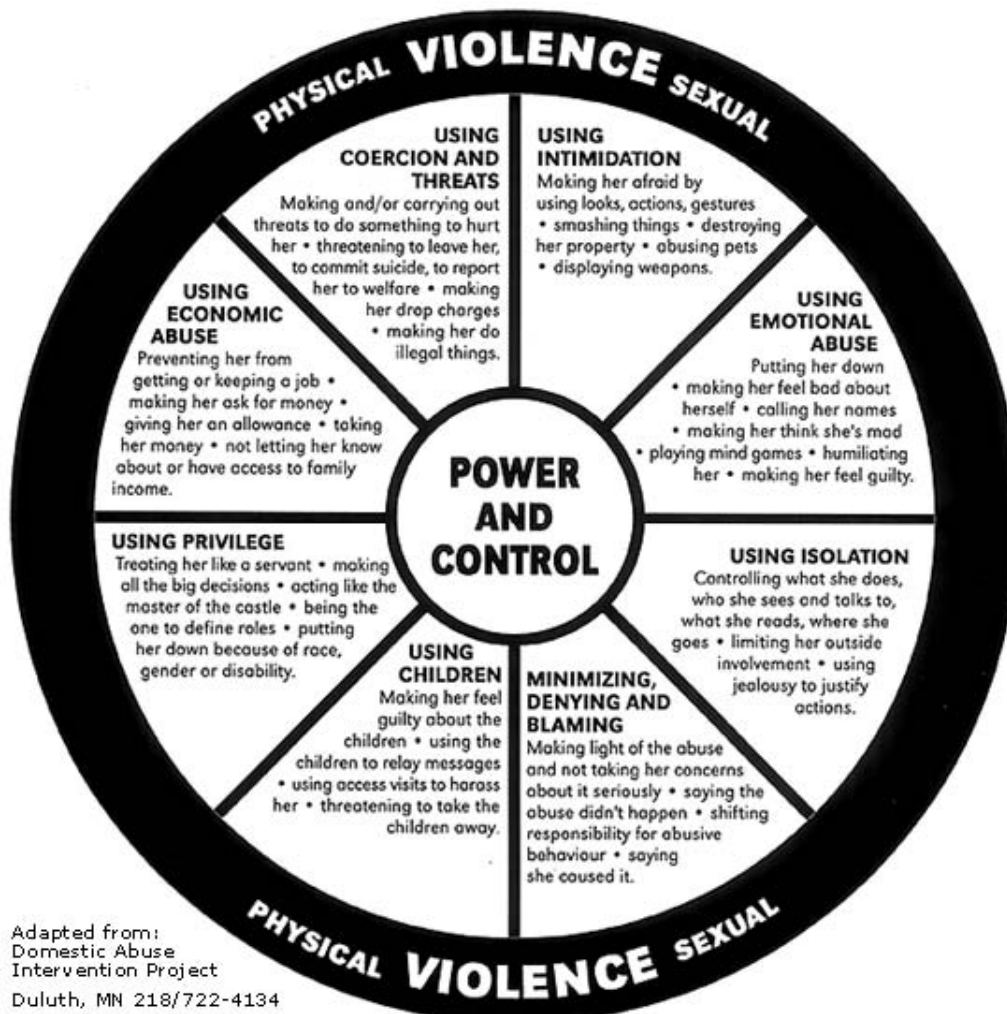 PHYSICAL VIOLENCE SEXUAL
USING
COERCION AND
THREATS
Making and/or carrying out
threats to do something to hurt
her • threatening to leave her,
to commit suicide, to report
her to welfare • making
her drop charges
• making her do
illegal things.
USING
INTIMIDATION
Making her afraid by
using looks, actions, gestures
• smashing things • destroying
her property • abusing pets
• displaying weapons.
USING
EMOTIONAL
ABUSE
Putting her down
• making her feel bad about
herself • calling her names
• making her think she's mad
• playing mind games • humiliating
her • making her feel guilty.
USING ISOLATION
Controlling what she does,
who she sees and talks to,
what she reads, where she
goes • limiting her outside
involvement • using
jealousy to justify
actions.
MINIMIZING,
DENYING AND
BLAMING
Making light of the abuse
and not taking her concerns
about it seriously • saying the
abuse didn't happen • shifting
responsibility for abusive
behaviour • saying
she caused it.
USING
CHILDREN
Making her feel
guilty about the
children • using the
children to relay messages
• using access visits to harass
her • threatening to take the
children away.
USING PRIVILEGE
Treating her like a servant • making
all the big decisions • acting like the
master of the castle • being the
one to define roles • putting
her down because of race,
gender or disability.
USING
ECONOMIC
ABUSE
Preventing her from
getting or keeping a job •
making her ask for money •
giving her an allowance • taking
her money • not letting her know
about or have access to family
income.
POWER
AND
CONTROL
PHYSICAL VIOLENCE SEXUAL
Adapted from:
Domestic Abuse
Intervention Project
Duluth, MN 218/722-4134